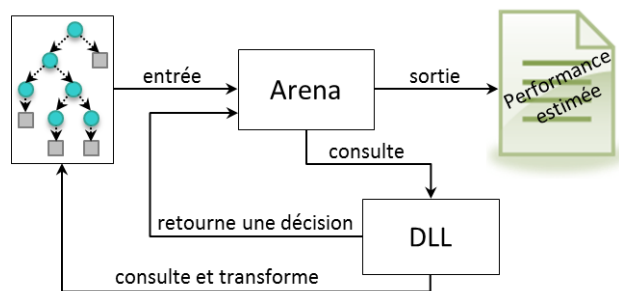 entrée
Arena
sortie
Performance
estimée
consulte
retourne une décision
DLL
consulte et transforme